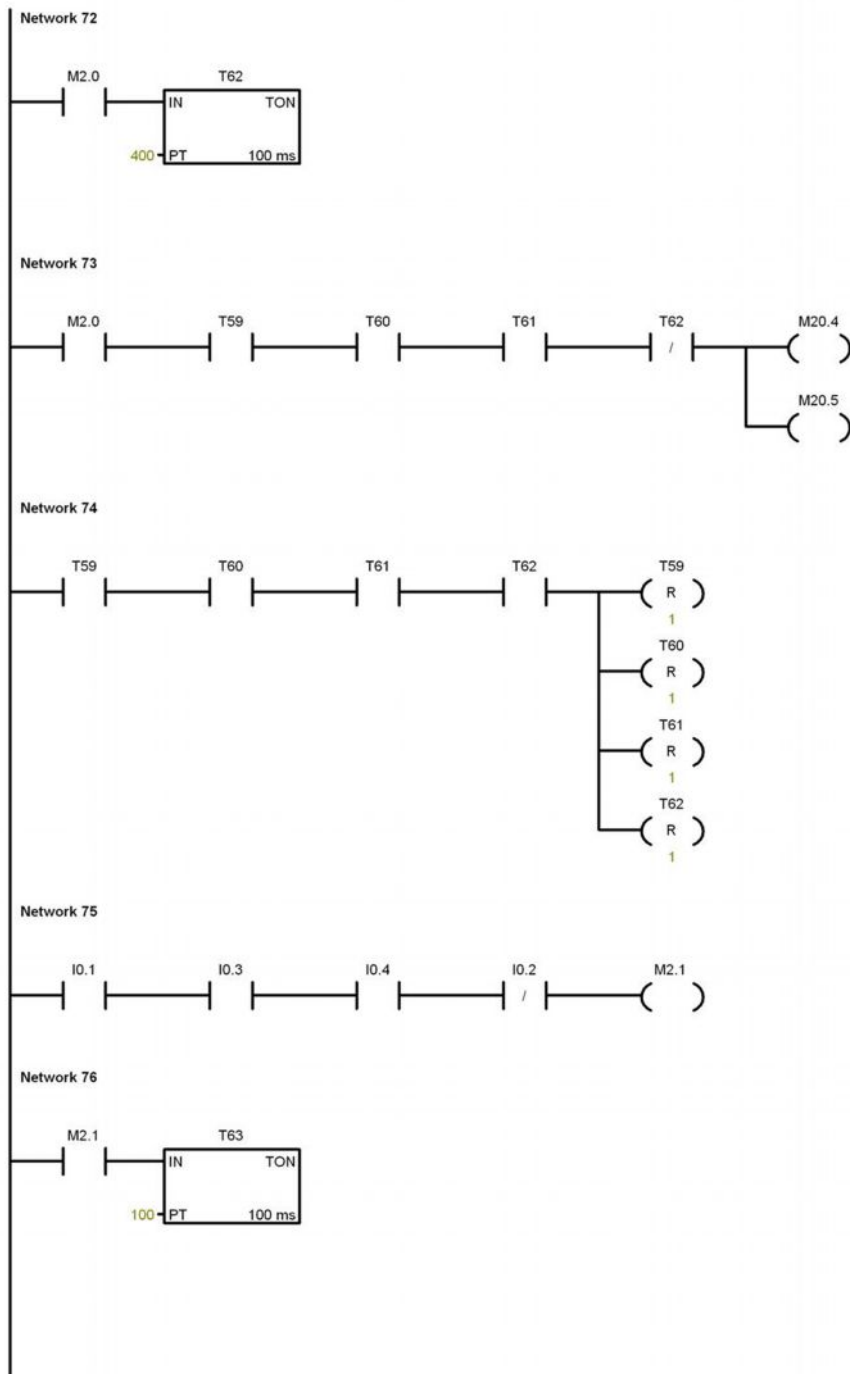 Network 72
M2.0 T62
IN TON
400 PT 100 ms
Network 73
M2.0 T59 T60 T61 T62 M20.4
/
M20.5
Network 74
T59 T60 T61 T62 T59
R
1
T60
R
1
T61
R
1
T62
R
1
Network 75
I0.1 I0.3 I0.4 I0.2 M2.1
/
Network 76
M2.1 T63
IN TON
100 PT 100 ms